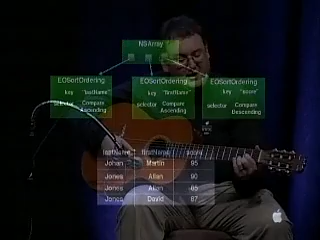 NSArray
EOSortOrdering EOSortOrdering EOSortOrdering
key "lastName" key "firstName" key "score"
selector Compare Ascending selector Compare Ascending selector Compare Descending
lastName firstName score
Johan Martin 95
Jones Allan 90
Jones Allan 85
Jones David 87